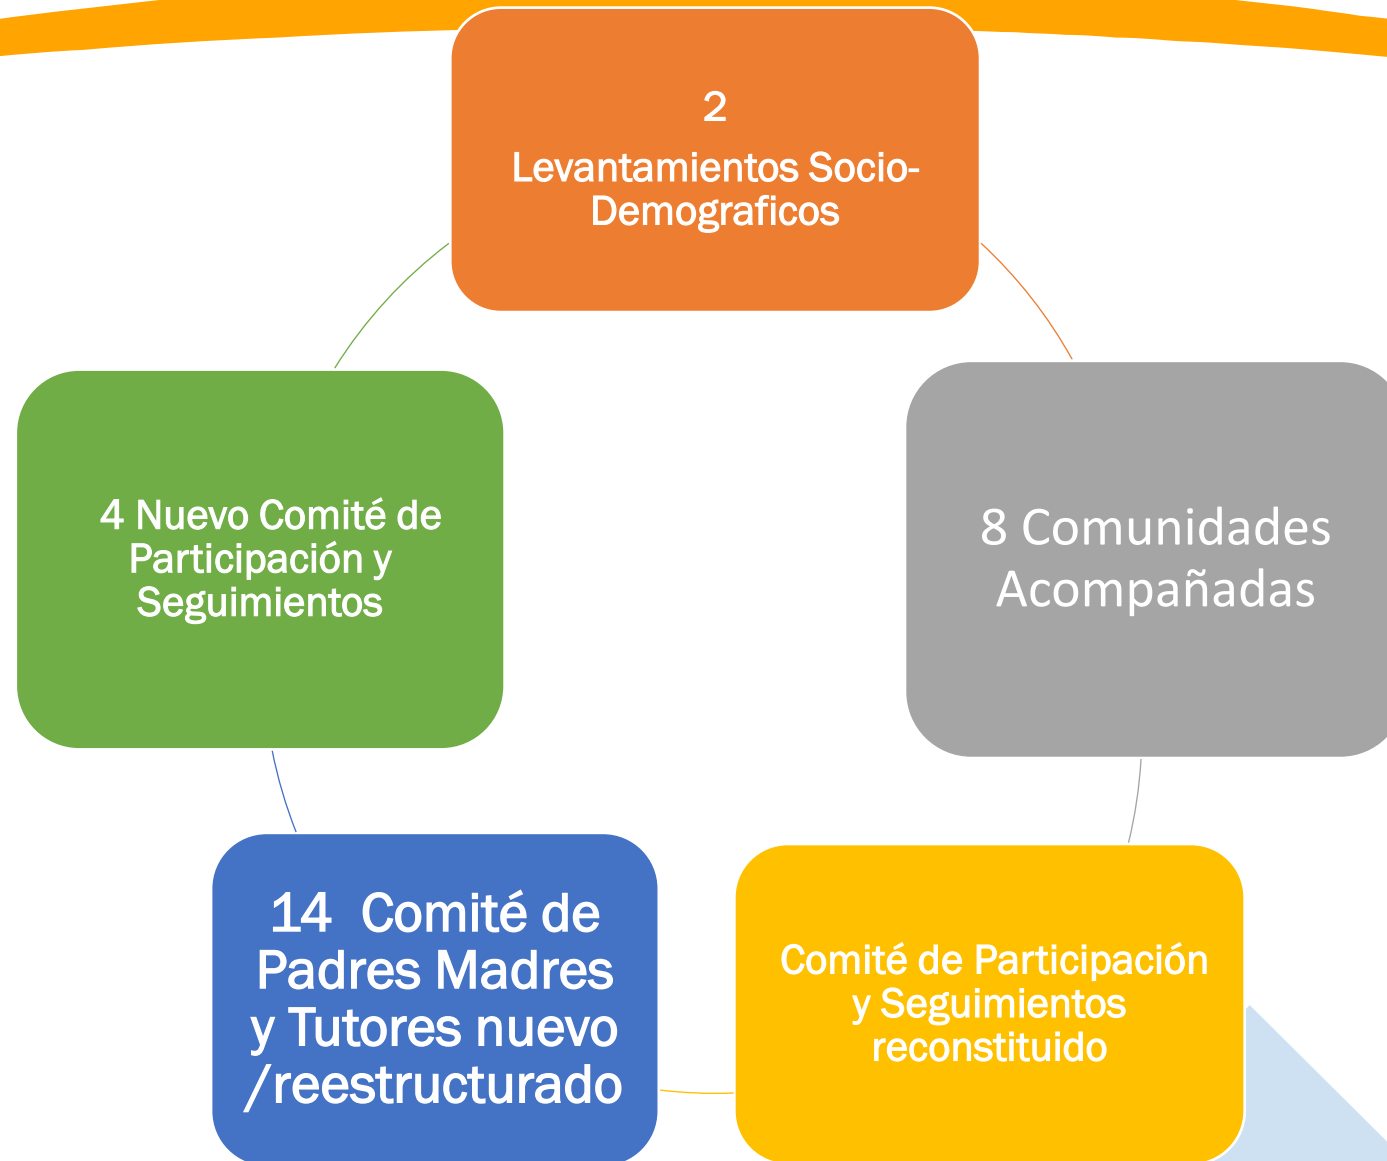 2
Levantamientos Socio-
Demograficos
4 Nuevo Comité de
Participación y
Seguimientos
8 Comunidades
Acompañadas
14 Comité de
Padres Madres
y Tutores nuevo
/reestructurado
Comité de Participación
y Seguimientos
reconstituido